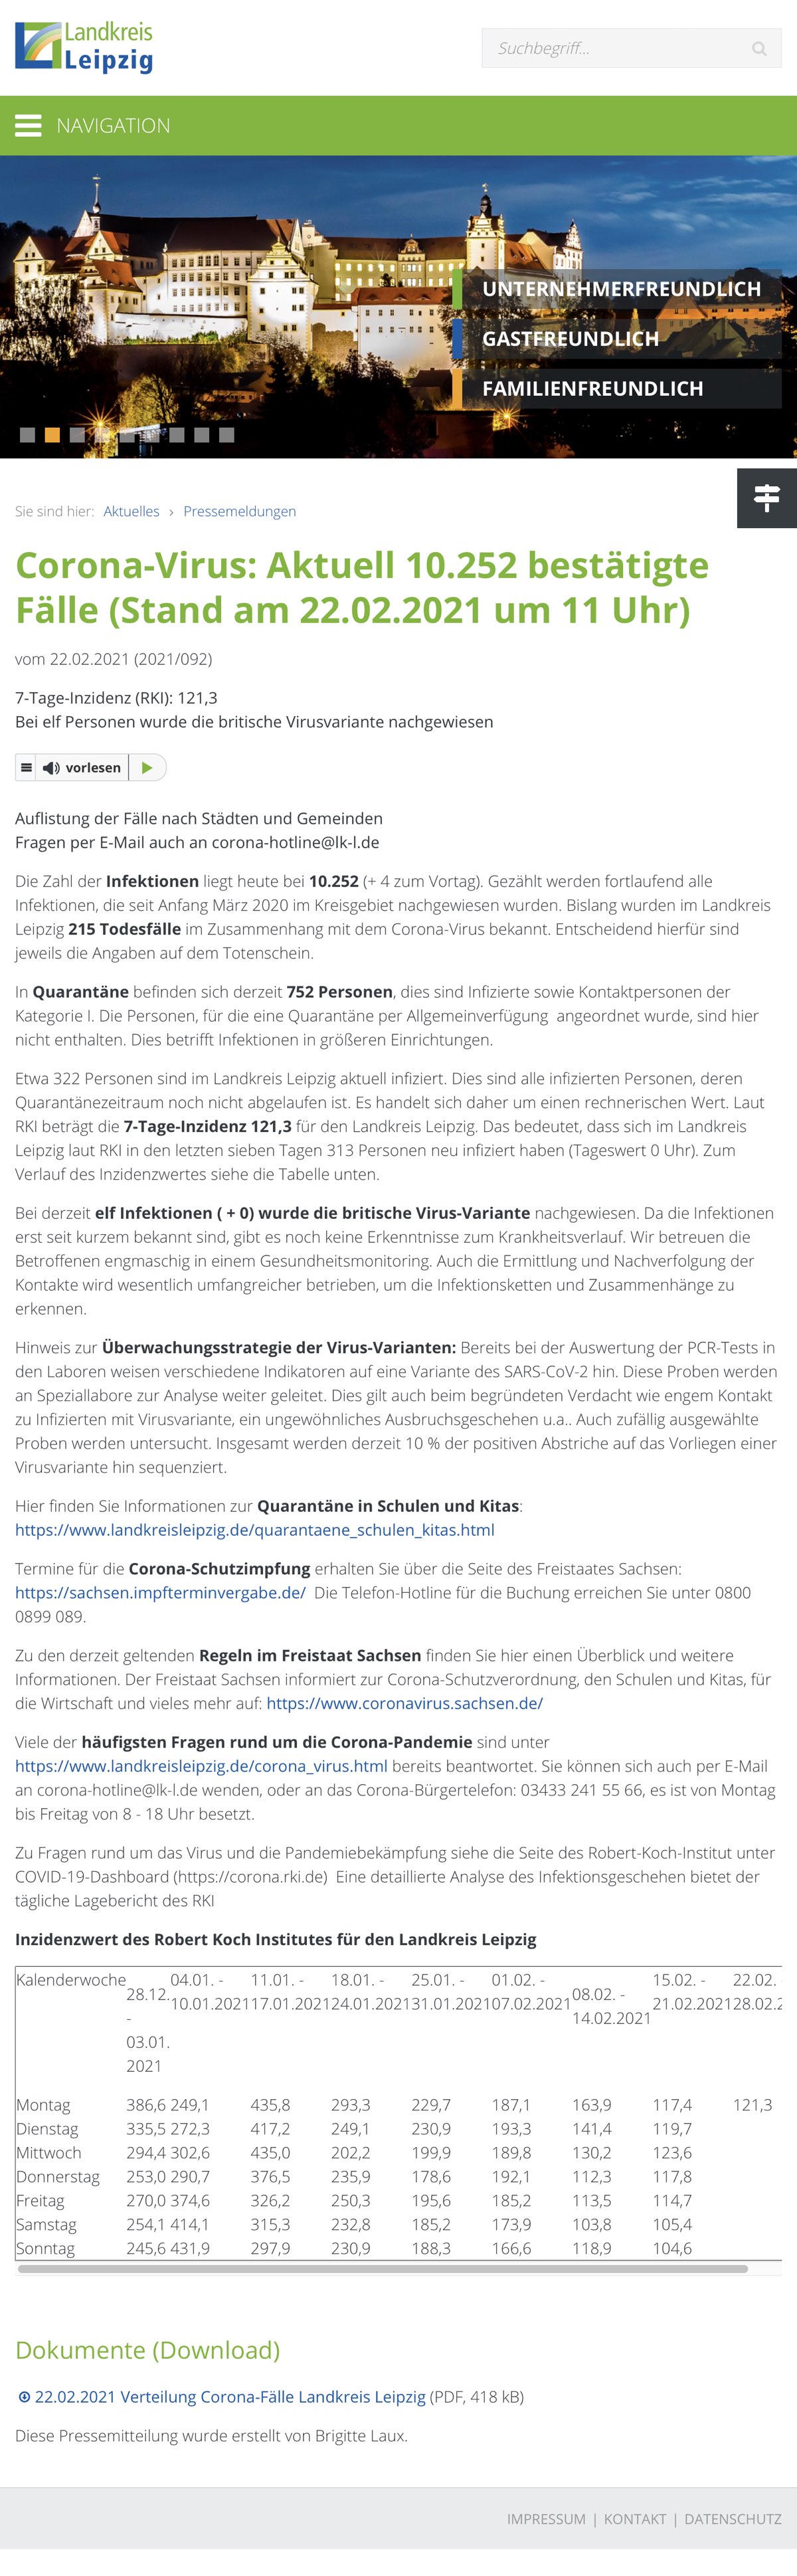 Landkreis
Leipzig
Suchbegriff...
NAVIGATION
UNTERNEHMERFREUNDLICH
GASTFREUNDLICH
FAMILIENFREUNDLICH
Sie sind hier: Aktuelles › Pressemeldungen
Corona-Virus: Aktuell 10.252 bestätigte
Fälle (Stand am 22.02.2021 um 11 Uhr)
vom 22.02.2021 (2021/092)
7-Tage-Inzidenz (RKI): 121,3
Bei elf Personen wurde die britische Virusvariante nachgewiesen
vorlesen
Auflistung der Fälle nach Städten und Gemeinden
Fragen per E-Mail auch an corona-hotline@lk-l.de
Die Zahl der Infektionen liegt heute bei 10.252 (+ 4 zum Vortag). Gezählt werden fortlaufend alle
Infektionen, die seit Anfang März 2020 im Kreisgebiet nachgewiesen wurden. Bislang wurden im Landkreis
Leipzig 215 Todesfälle im Zusammenhang mit dem Corona-Virus bekannt. Entscheidend hierfür sind
jeweils die Angaben auf dem Totenschein.
In Quarantäne befinden sich derzeit 752 Personen, dies sind Infizierte sowie Kontaktpersonen der
Kategorie I. Die Personen, für die eine Quarantäne per Allgemeinverfügung angeordnet wurde, sind hier
nicht enthalten. Dies betrifft Infektionen in größeren Einrichtungen.
Etwa 322 Personen sind im Landkreis Leipzig aktuell infiziert. Dies sind alle infizierten Personen, deren
Quarantänezeitraum noch nicht abgelaufen ist. Es handelt sich daher um einen rechnerischen Wert. Laut
RKI beträgt die 7-Tage-Inzidenz 121,3 für den Landkreis Leipzig. Das bedeutet, dass sich im Landkreis
Leipzig laut RKI in den letzten sieben Tagen 313 Personen neu infiziert haben (Tageswert 0 Uhr). Zum
Verlauf des Inzidenzwertes siehe die Tabelle unten.
Bei derzeit elf Infektionen ( + 0) wurde die britische Virus-Variante nachgewiesen. Da die Infektionen
erst seit kurzem bekannt sind, gibt es noch keine Erkenntnisse zum Krankheitsverlauf. Wir betreuen die
Betroffenen engmaschig in einem Gesundheitsmonitoring. Auch die Ermittlung und Nachverfolgung der
Kontakte wird wesentlich umfangreicher betrieben, um die Infektionsketten und Zusammenhänge zu
erkennen.
Hinweis zur Überwachungsstrategie der Virus-Varianten: Bereits bei der Auswertung der PCR-Tests in
den Laboren weisen verschiedene Indikatoren auf eine Variante des SARS-CoV-2 hin. Diese Proben werden
an Speziallabore zur Analyse weiter geleitet. Dies gilt auch beim begründeten Verdacht wie engem Kontakt
zu Infizierten mit Virusvariante, ein ungewöhnliches Ausbruchsgeschehen u.a.. Auch zufällig ausgewählte
Proben werden untersucht. Insgesamt werden derzeit 10 % der positiven Abstriche auf das Vorliegen einer
Virusvariante hin sequenziert.
Hier finden Sie Informationen zur Quarantäne in Schulen und Kitas:
https://www.landkreisleipzig.de/quarantaene_schulen_kitas.html
Termine für die Corona-Schutzimpfung erhalten Sie über die Seite des Freistaates Sachsen:
https://sachsen.impfterminvergabe.de/ Die Telefon-Hotline für die Buchung erreichen Sie unter 0800
0899 089.
Zu den derzeit geltenden Regeln im Freistaat Sachsen finden Sie hier einen Überblick und weitere
Informationen. Der Freistaat Sachsen informiert zur Corona-Schutzverordnung, den Schulen und Kitas, für
die Wirtschaft und vieles mehr auf: https://www.coronavirus.sachsen.de/
Viele der häufigsten Fragen rund um die Corona-Pandemie sind unter
https://www.landkreisleipzig.de/corona_virus.html bereits beantwortet. Sie können sich auch per E-Mail
an corona-hotline@lk-l.de wenden, oder an das Corona-Bürgertelefon: 03433 241 55 66, es ist von Montag
bis Freitag von 8 - 18 Uhr besetzt.
Zu Fragen rund um das Virus und die Pandemiebekämpfung siehe die Seite des Robert-Koch-Institut unter
COVID-19-Dashboard (https://corona.rki.de) Eine detaillierte Analyse des Infektionsgeschehen bietet der
tägliche Lagebericht des RKI
Inzidenzwert des Robert Koch Institutes für den Landkreis Leipzig
Kalenderwoche 28.12. - 03.01. 2021 04.01. - 10.01.2021 11.01. - 17.01.2021 18.01. - 24.01.2021 25.01. - 31.01.2021 01.02. - 07.02.2021 08.02. - 14.02.2021 15.02. - 21.02.2021 22.02. 28.02.2
Montag 386,6 249,1 435,8 293,3 229,7 187,1 163,9 117,4 121,3
Dienstag 335,5 272,3 417,2 249,1 230,9 193,3 141,4 119,7
Mittwoch 294,4 302,6 435,0 202,2 199,9 189,8 130,2 123,6
Donnerstag 253,0 290,7 376,5 235,9 178,6 192,1 112,3 117,8
Freitag 270,0 374,6 326,2 250,3 195,6 185,2 113,5 114,7
Samstag 254,1 414,1 315,3 232,8 185,2 173,9 103,8 105,4
Sonntag 245,6 431,9 297,9 230,9 188,3 166,6 118,9 104,6
Dokumente (Download)
22.02.2021 Verteilung Corona-Fälle Landkreis Leipzig (PDF, 418 kB)
Diese Pressemitteilung wurde erstellt von Brigitte Laux.
IMPRESSUM | KONTAKT | DATENSCHUTZ